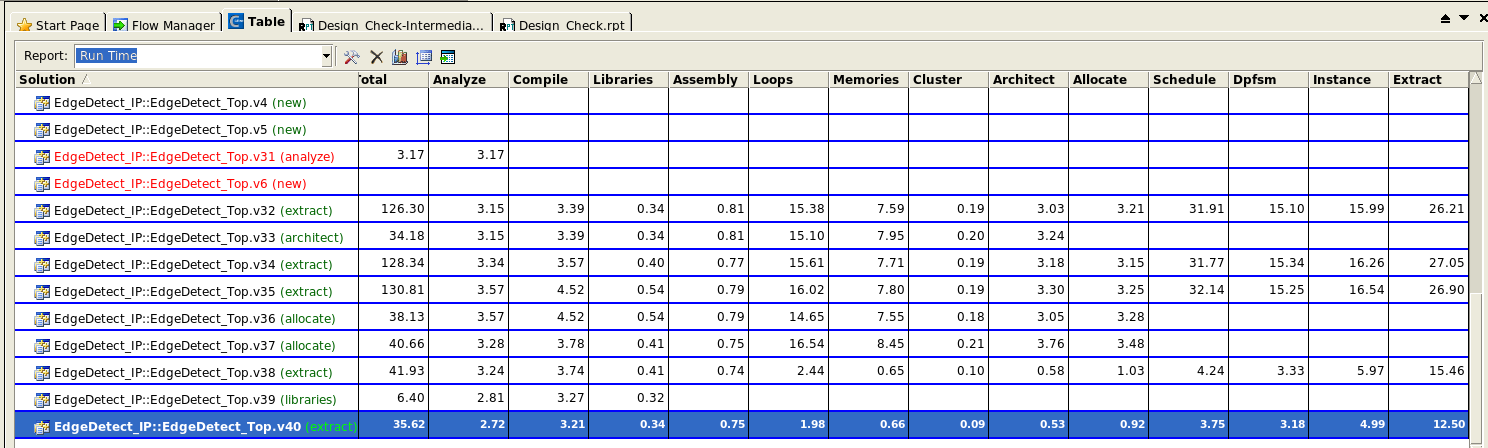 Start Page Flow Manager Table Design_Check-Intermedia... Design_Check.rpt
Report: Run Time
Solution Total Analyze Compile Libraries Assembly Loops Memories Cluster Architect Allocate Schedule Dpfsm Instance Extract
EdgeDetect_IP::EdgeDetect_Top.v4 (new)
EdgeDetect_IP::EdgeDetect_Top.v5 (new)
EdgeDetect_IP::EdgeDetect_Top.v31 (analyze) 3.17 3.17
EdgeDetect_IP::EdgeDetect_Top.v6 (new)
EdgeDetect_IP::EdgeDetect_Top.v32 (extract) 126.30 3.15 3.39 0.34 0.81 15.38 7.59 0.19 3.03 3.21 31.91 15.10 15.99 26.21
EdgeDetect_IP::EdgeDetect_Top.v33 (architect) 34.18 3.15 3.39 0.34 0.81 15.10 7.95 0.20 3.24
EdgeDetect_IP::EdgeDetect_Top.v34 (extract) 128.34 3.34 3.57 0.40 0.77 15.61 7.71 0.19 3.18 3.15 31.77 15.34 16.26 27.05
EdgeDetect_IP::EdgeDetect_Top.v35 (extract) 130.81 3.57 4.52 0.54 0.79 16.02 7.80 0.19 3.30 3.25 32.14 15.25 16.54 26.90
EdgeDetect_IP::EdgeDetect_Top.v36 (allocate) 38.13 3.57 4.52 0.54 0.79 14.65 7.55 0.18 3.05 3.28
EdgeDetect_IP::EdgeDetect_Top.v37 (allocate) 40.66 3.28 3.78 0.41 0.75 16.54 8.45 0.21 3.76 3.48
EdgeDetect_IP::EdgeDetect_Top.v38 (extract) 41.93 3.24 3.74 0.41 0.74 2.44 0.65 0.10 0.58 1.03 4.24 3.33 5.97 15.46
EdgeDetect_IP::EdgeDetect_Top.v39 (libraries) 6.40 2.81 3.27 0.32
EdgeDetect_IP::EdgeDetect_Top.v40 (extract) 35.62 2.72 3.21 0.34 0.75 1.98 0.66 0.09 0.53 0.92 3.75 3.18 4.99 12.50